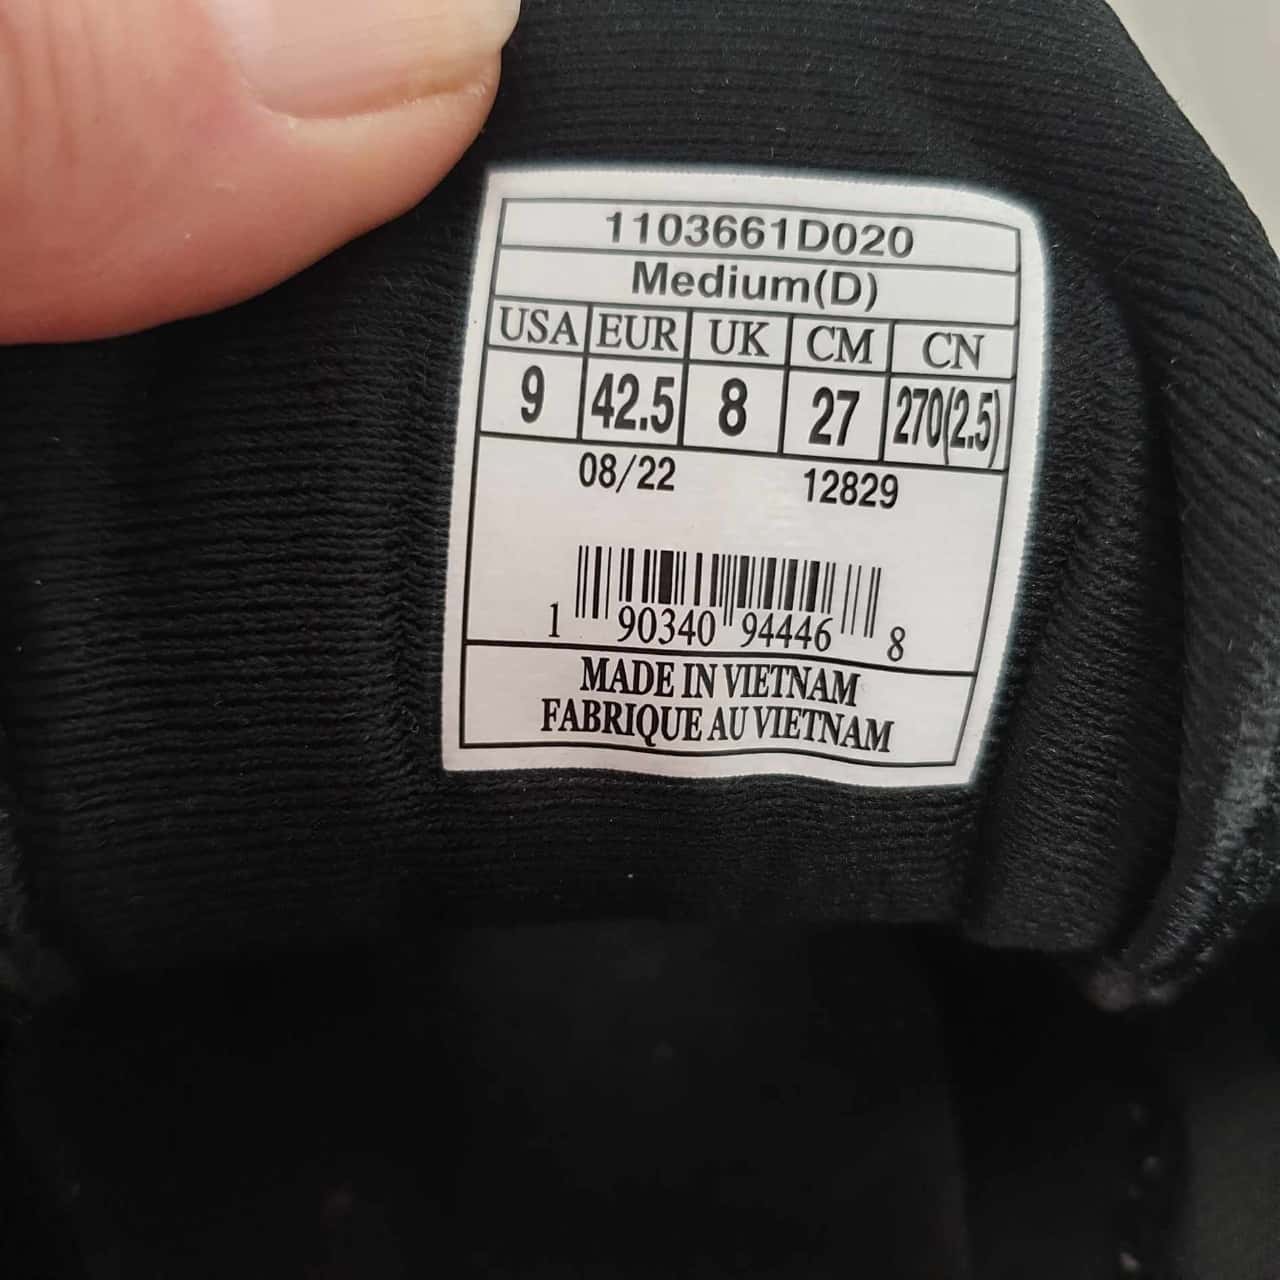 1103661D020
Medium(D)
USA EUR UK CM CN
9 42.5 8 27 270(2.5)
08/22 12829
1 90340 94446 8
MADE IN VIETNAM
FABRIQUE AU VIETNAM